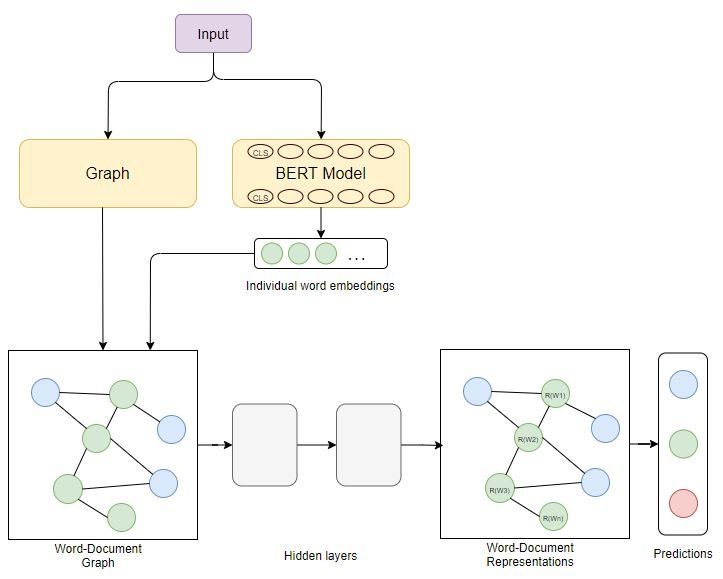 Input
Graph
CLS
BERT Model
CLS
...
Individual word embeddings
R(W1)
R(W2)
R(W3)
R(Wn)
Word-Document
Graph
Hidden layers
Word-Document
Representations
Predictions